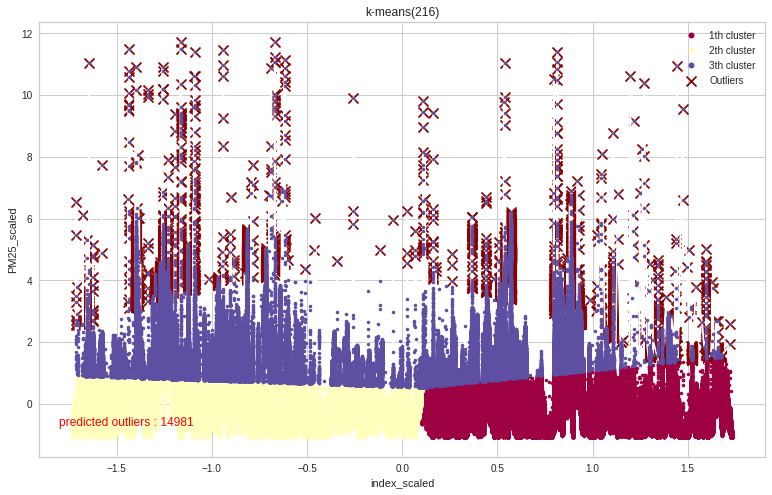 k-means(216)
12
10
8
6
4
2
0
PM25_scaled
1th cluster
2th cluster
3th cluster
Outliers
predicted outliers : 14981
−1.5 −1.0 −0.5 0.0 0.5 1.0 1.5
index_scaled